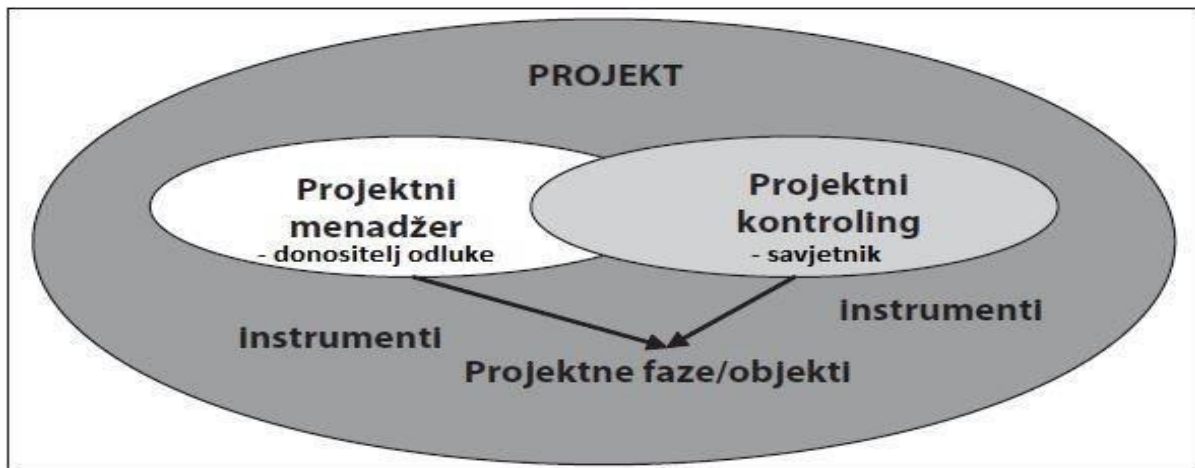 PROJEKT
Projektni
menadžer
- donositelj odluke
Projektni
kontroling
- savjetnik
instrumenti
instrumenti
Projektne faze/objekti